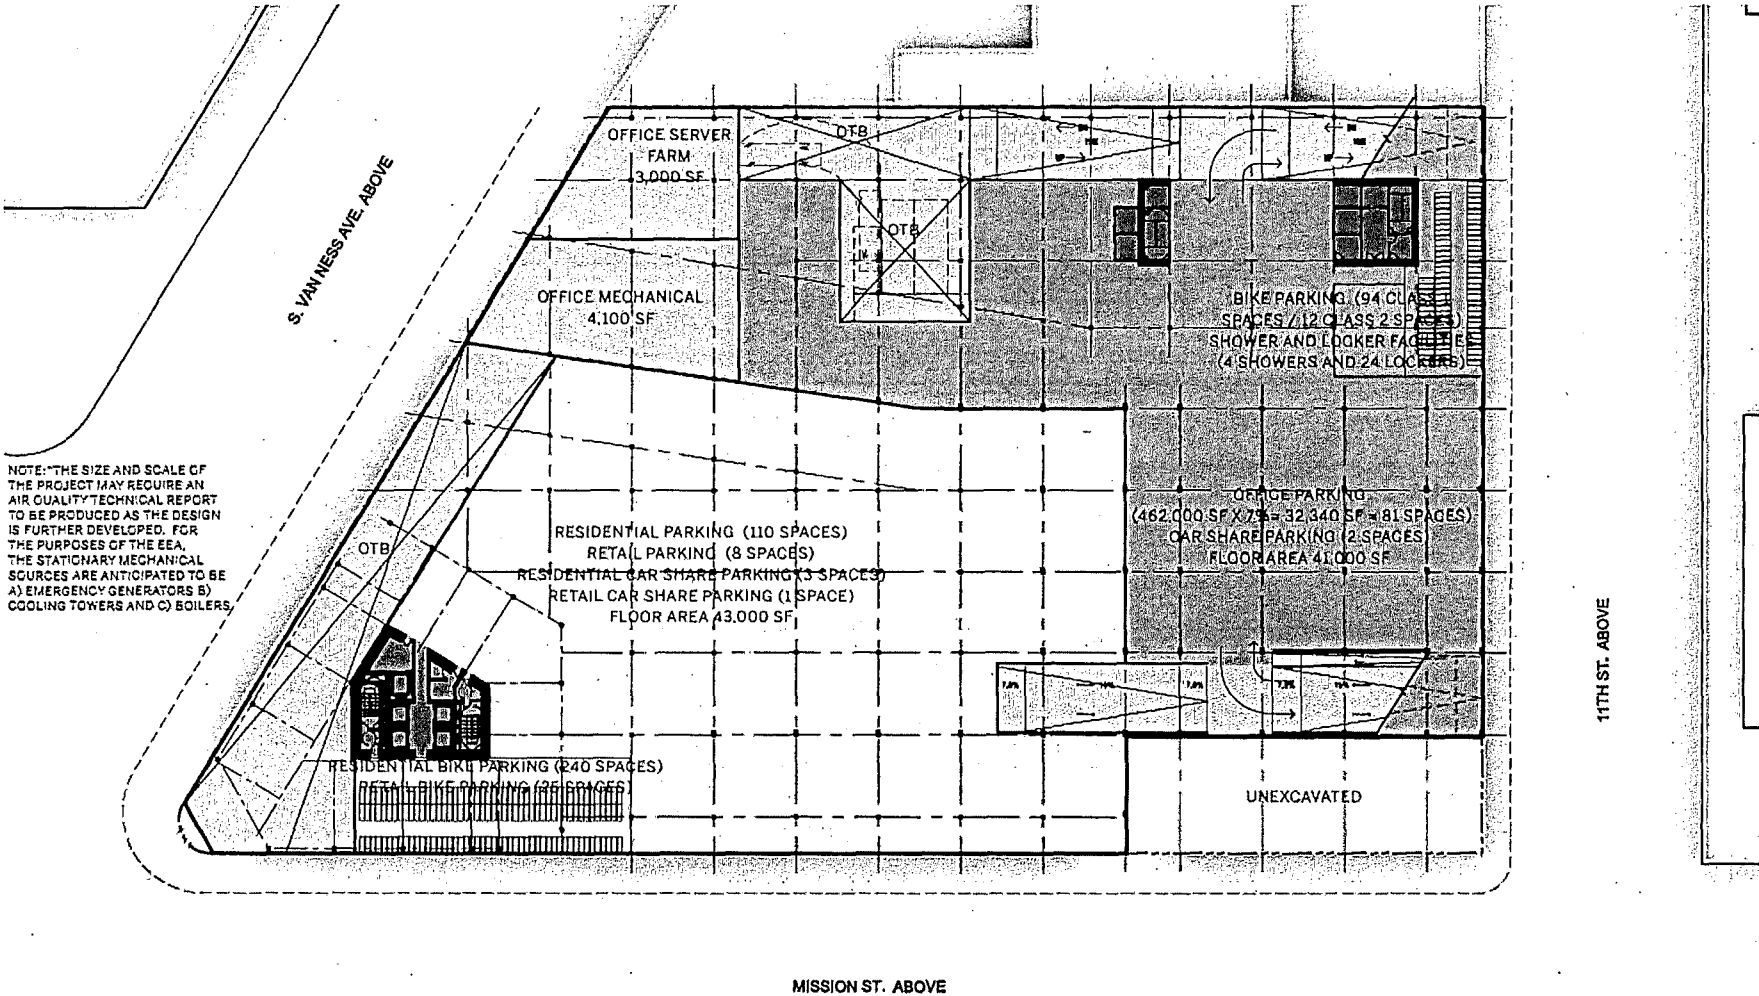 OFFICE SERVER
FARM
3,000 SF
OTB
OTB
S. VAN NESS AVE. ABOVE
OFFICE MECHANICAL
4,100 SF
BIKE PARKING (94 CLASS 1
SPACES / 12 CLASS 2 SPACES)
SHOWER AND LOCKER FACILITIES
(4 SHOWERS AND 24 LOCKERS)
NOTE: "THE SIZE AND SCALE OF
THE PROJECT MAY REQUIRE AN
AIR QUALITY TECHNICAL REPORT
TO BE PRODUCED AS THE DESIGN
IS FURTHER DEVELOPED. FOR
THE PURPOSES OF THE EEA,
THE STATIONARY MECHANICAL
SOURCES ARE ANTICIPATED TO BE
A) EMERGENCY GENERATORS B)
COOLING TOWERS AND C) BOILERS
OTB
RESIDENTIAL PARKING (110 SPACES)
RETAIL PARKING (8 SPACES)
RESIDENTIAL CAR SHARE PARKING (3 SPACES)
RETAIL CAR SHARE PARKING (1 SPACE)
FLOOR AREA 43,000 SF
OFFICE PARKING
(462,000 SF X 7% = 32,340 SF = 81 SPACES)
CAR SHARE PARKING (2 SPACES)
FLOOR AREA 41,000 SF
11TH ST. ABOVE
RESIDENTIAL BIKE PARKING (240 SPACES)
RETAIL BIKE PARKING (25 SPACES)
UNEXCAVATED
MISSION ST. ABOVE